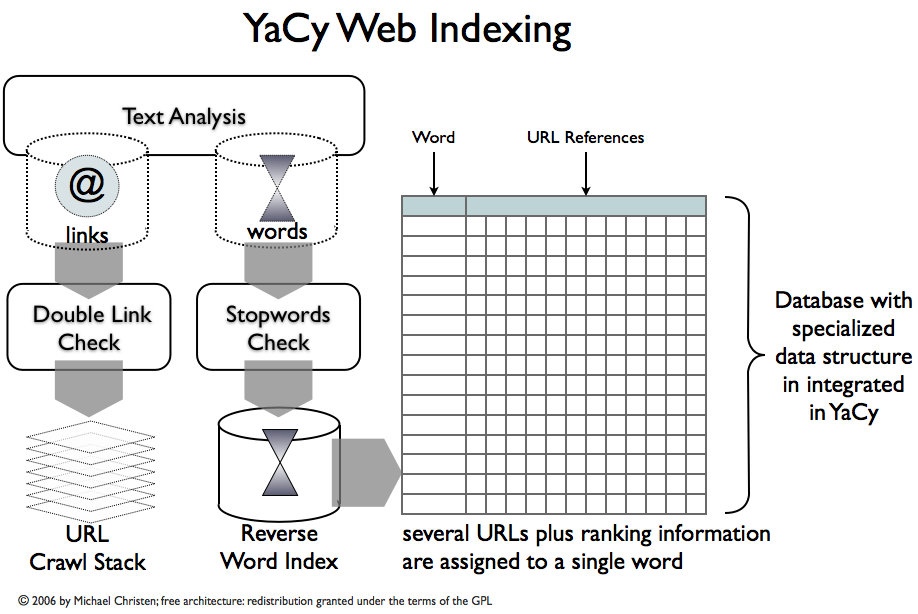 YaCy Web Indexing
Text Analysis
@
links
words
Double Link
Check
Stopwords
Check
URL
Crawl Stack
Reverse
Word Index
Word
URL References
several URLs plus ranking information
are assigned to a single word
Database with
specialized
data structure
in integrated
in YaCy
© 2006 by Michael Christen; free architecture: redistribution granted under the terms of the GPL